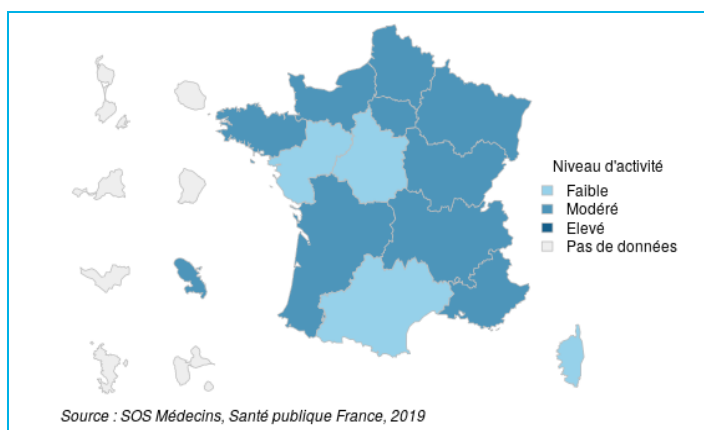 Niveau d'activité
Faible
Modéré
Elevé
Pas de données
Source : SOS Médecins, Santé publique France, 2019